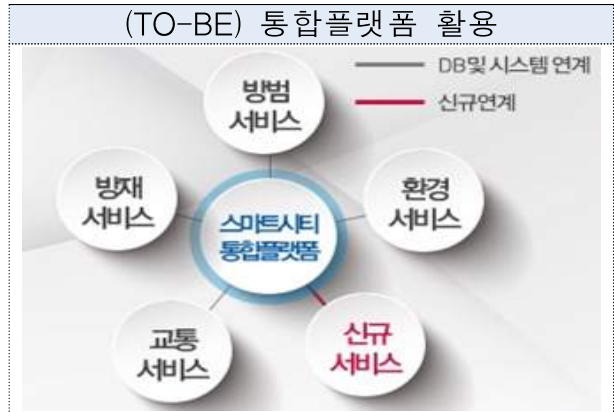 (TO-BE) 통합플랫폼 활용
DB및 시스템 연계
신규연계
방범
서비스
방재
서비스
환경
서비스
스마트시티
통합플랫폼
교통
서비스
신규
서비스